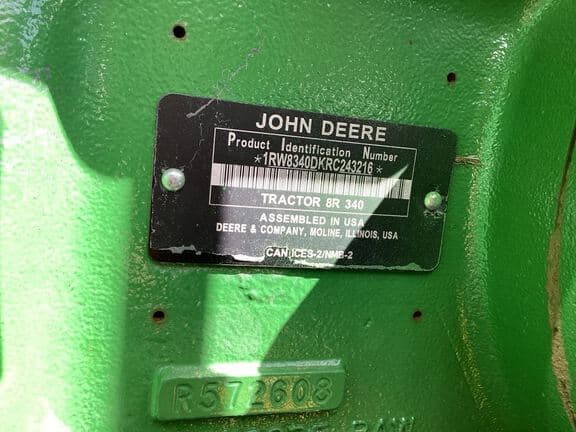 JOHN DEERE
Product Identification Number
*1RW8340DKRC243216*
TRACTOR 8R 340
ASSEMBLED IN USA
DEERE & COMPANY, MOLINE, ILLINOIS, USA
CAN ICES-2/NMB-2
R572608